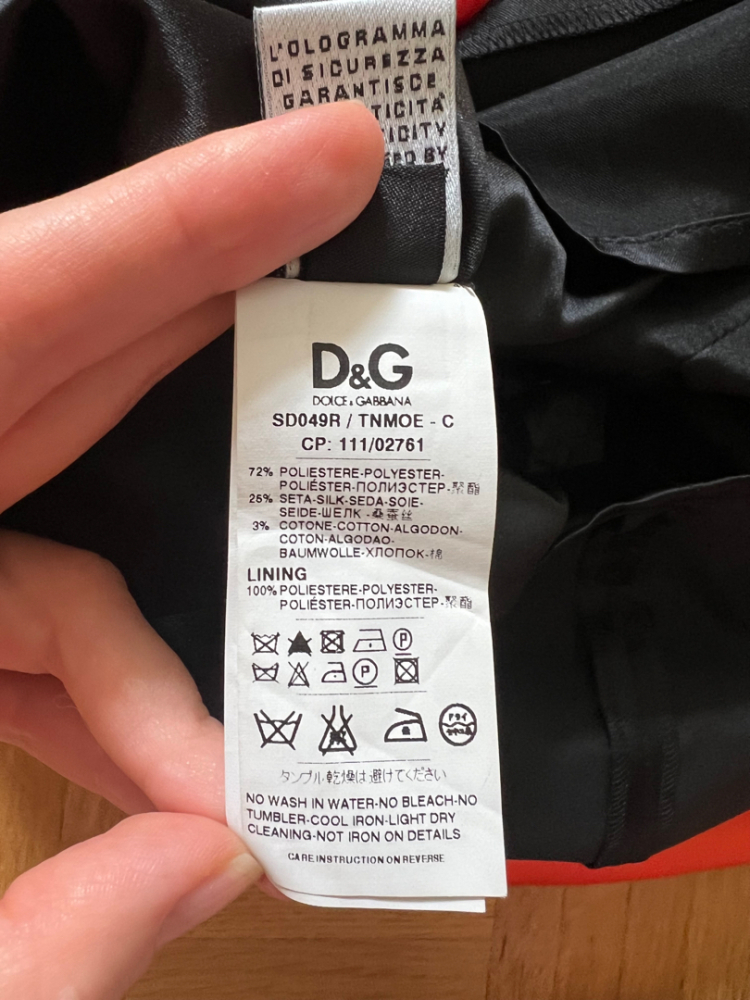 L'OLOGRAMMA
DI SICUREZZA
GARANTISCE
D&G
DOLCE & GABBANA
SD049R / TNMOE - C
CP: 111/02761
72% POLIESTERE-POLYESTER-
POLIÉSTER-ПОЛИЭСТЕР-聚酯
26% SETA-SILK-SEDA-SOIE-
SEIDE-ШЕЛК -桑蚕丝
3% COTONE-COTTON-ALGODON-
COTON-ALGODAO-
BAUMWOLLE-ХЛОПОК-棉
LINING
100% POLIESTERE-POLYESTER-
POLIÉSTER-ПОЛИЭСТЕР-聚酯
P
P
ドライ
タンブル乾燥は避けてください
NO WASH IN WATER-NO BLEACH-NO
TUMBLER-COOL IRON-LIGHT DRY
CLEANING-NOT IRON ON DETAILS
CARE INSTRUCTION ON REVERSE